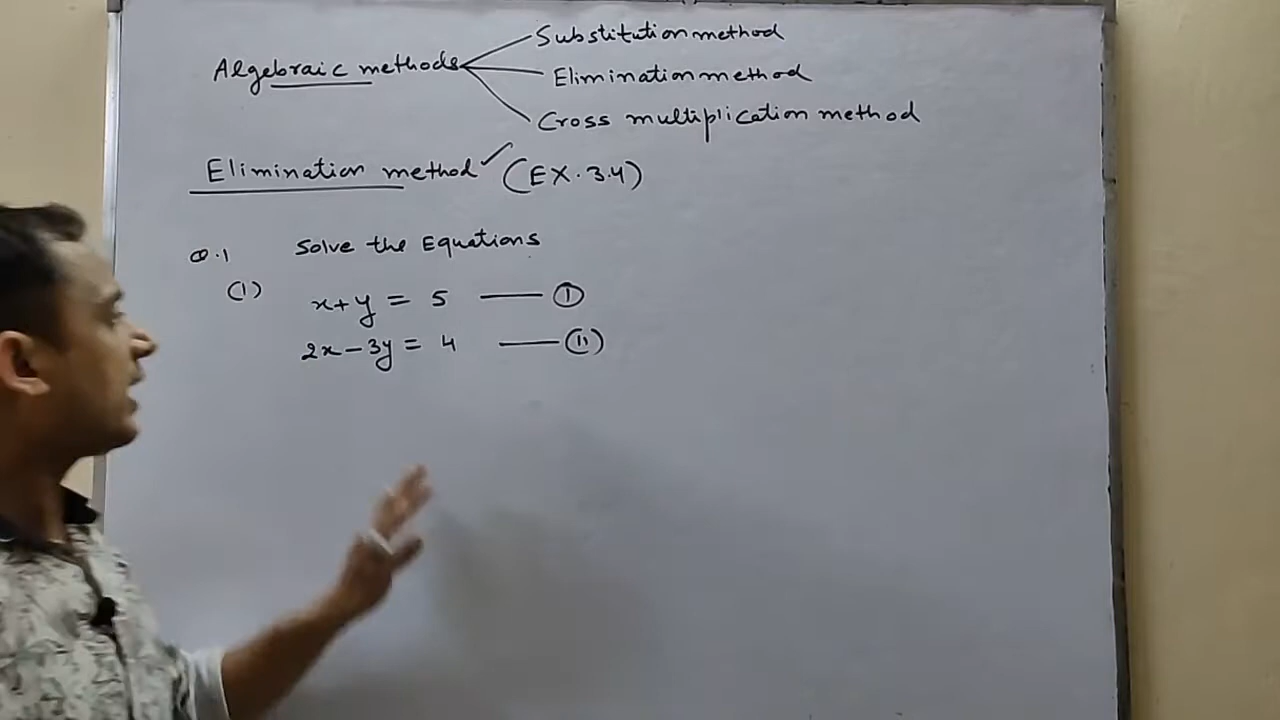 Algebraic methods
Substitution method
Elimination method
Cross multiplication method
Elimination method ✓ (EX. 3.4)
Q.1 Solve the Equations
(1) x+y = 5 —— (I)
2x-3y = 4 —— (II)